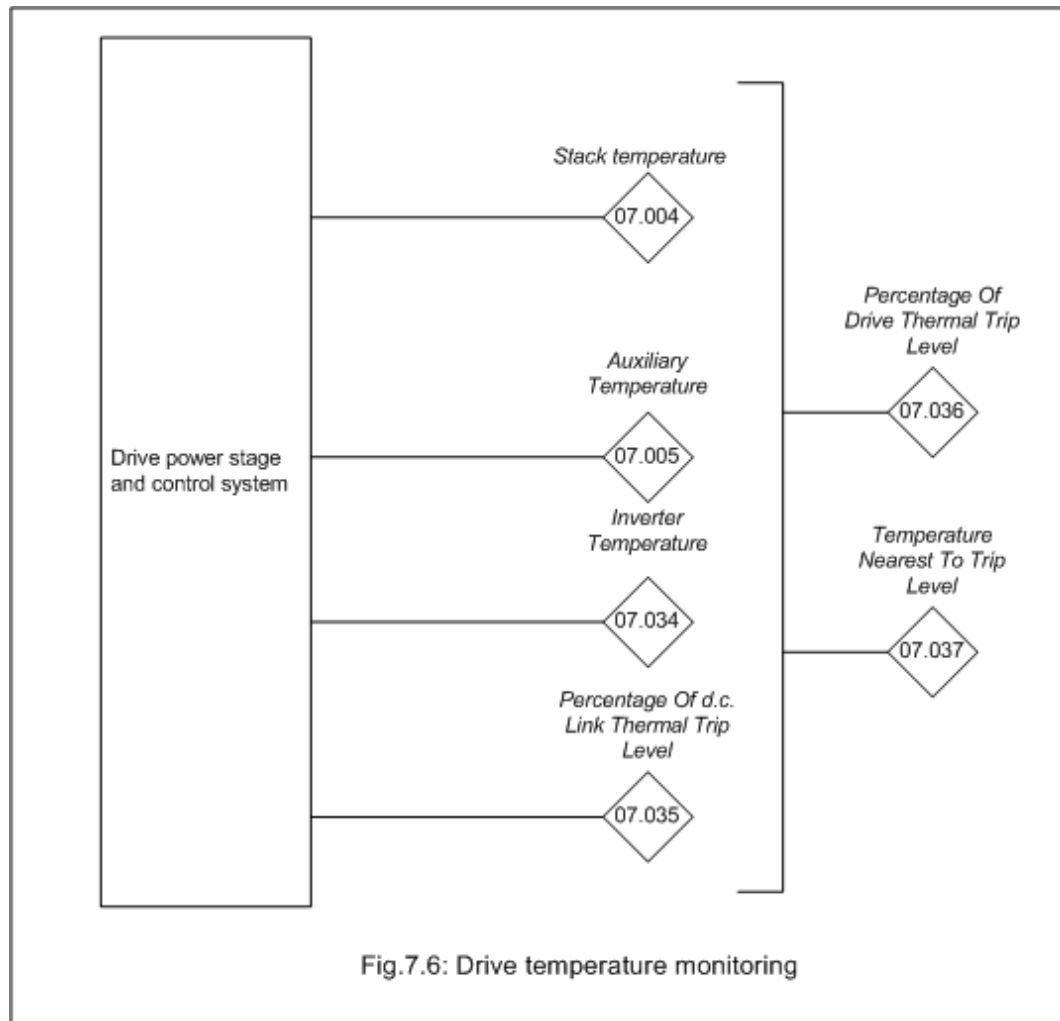 Stack temperature
07.004
Percentage Of
Drive Thermal Trip
Level
07.036
Auxiliary
Temperature
07.005
Drive power stage
and control system
Inverter
Temperature
07.034
Temperature
Nearest To Trip
Level
07.037
Percentage Of d.c.
Link Thermal Trip
Level
07.035
Fig.7.6: Drive temperature monitoring